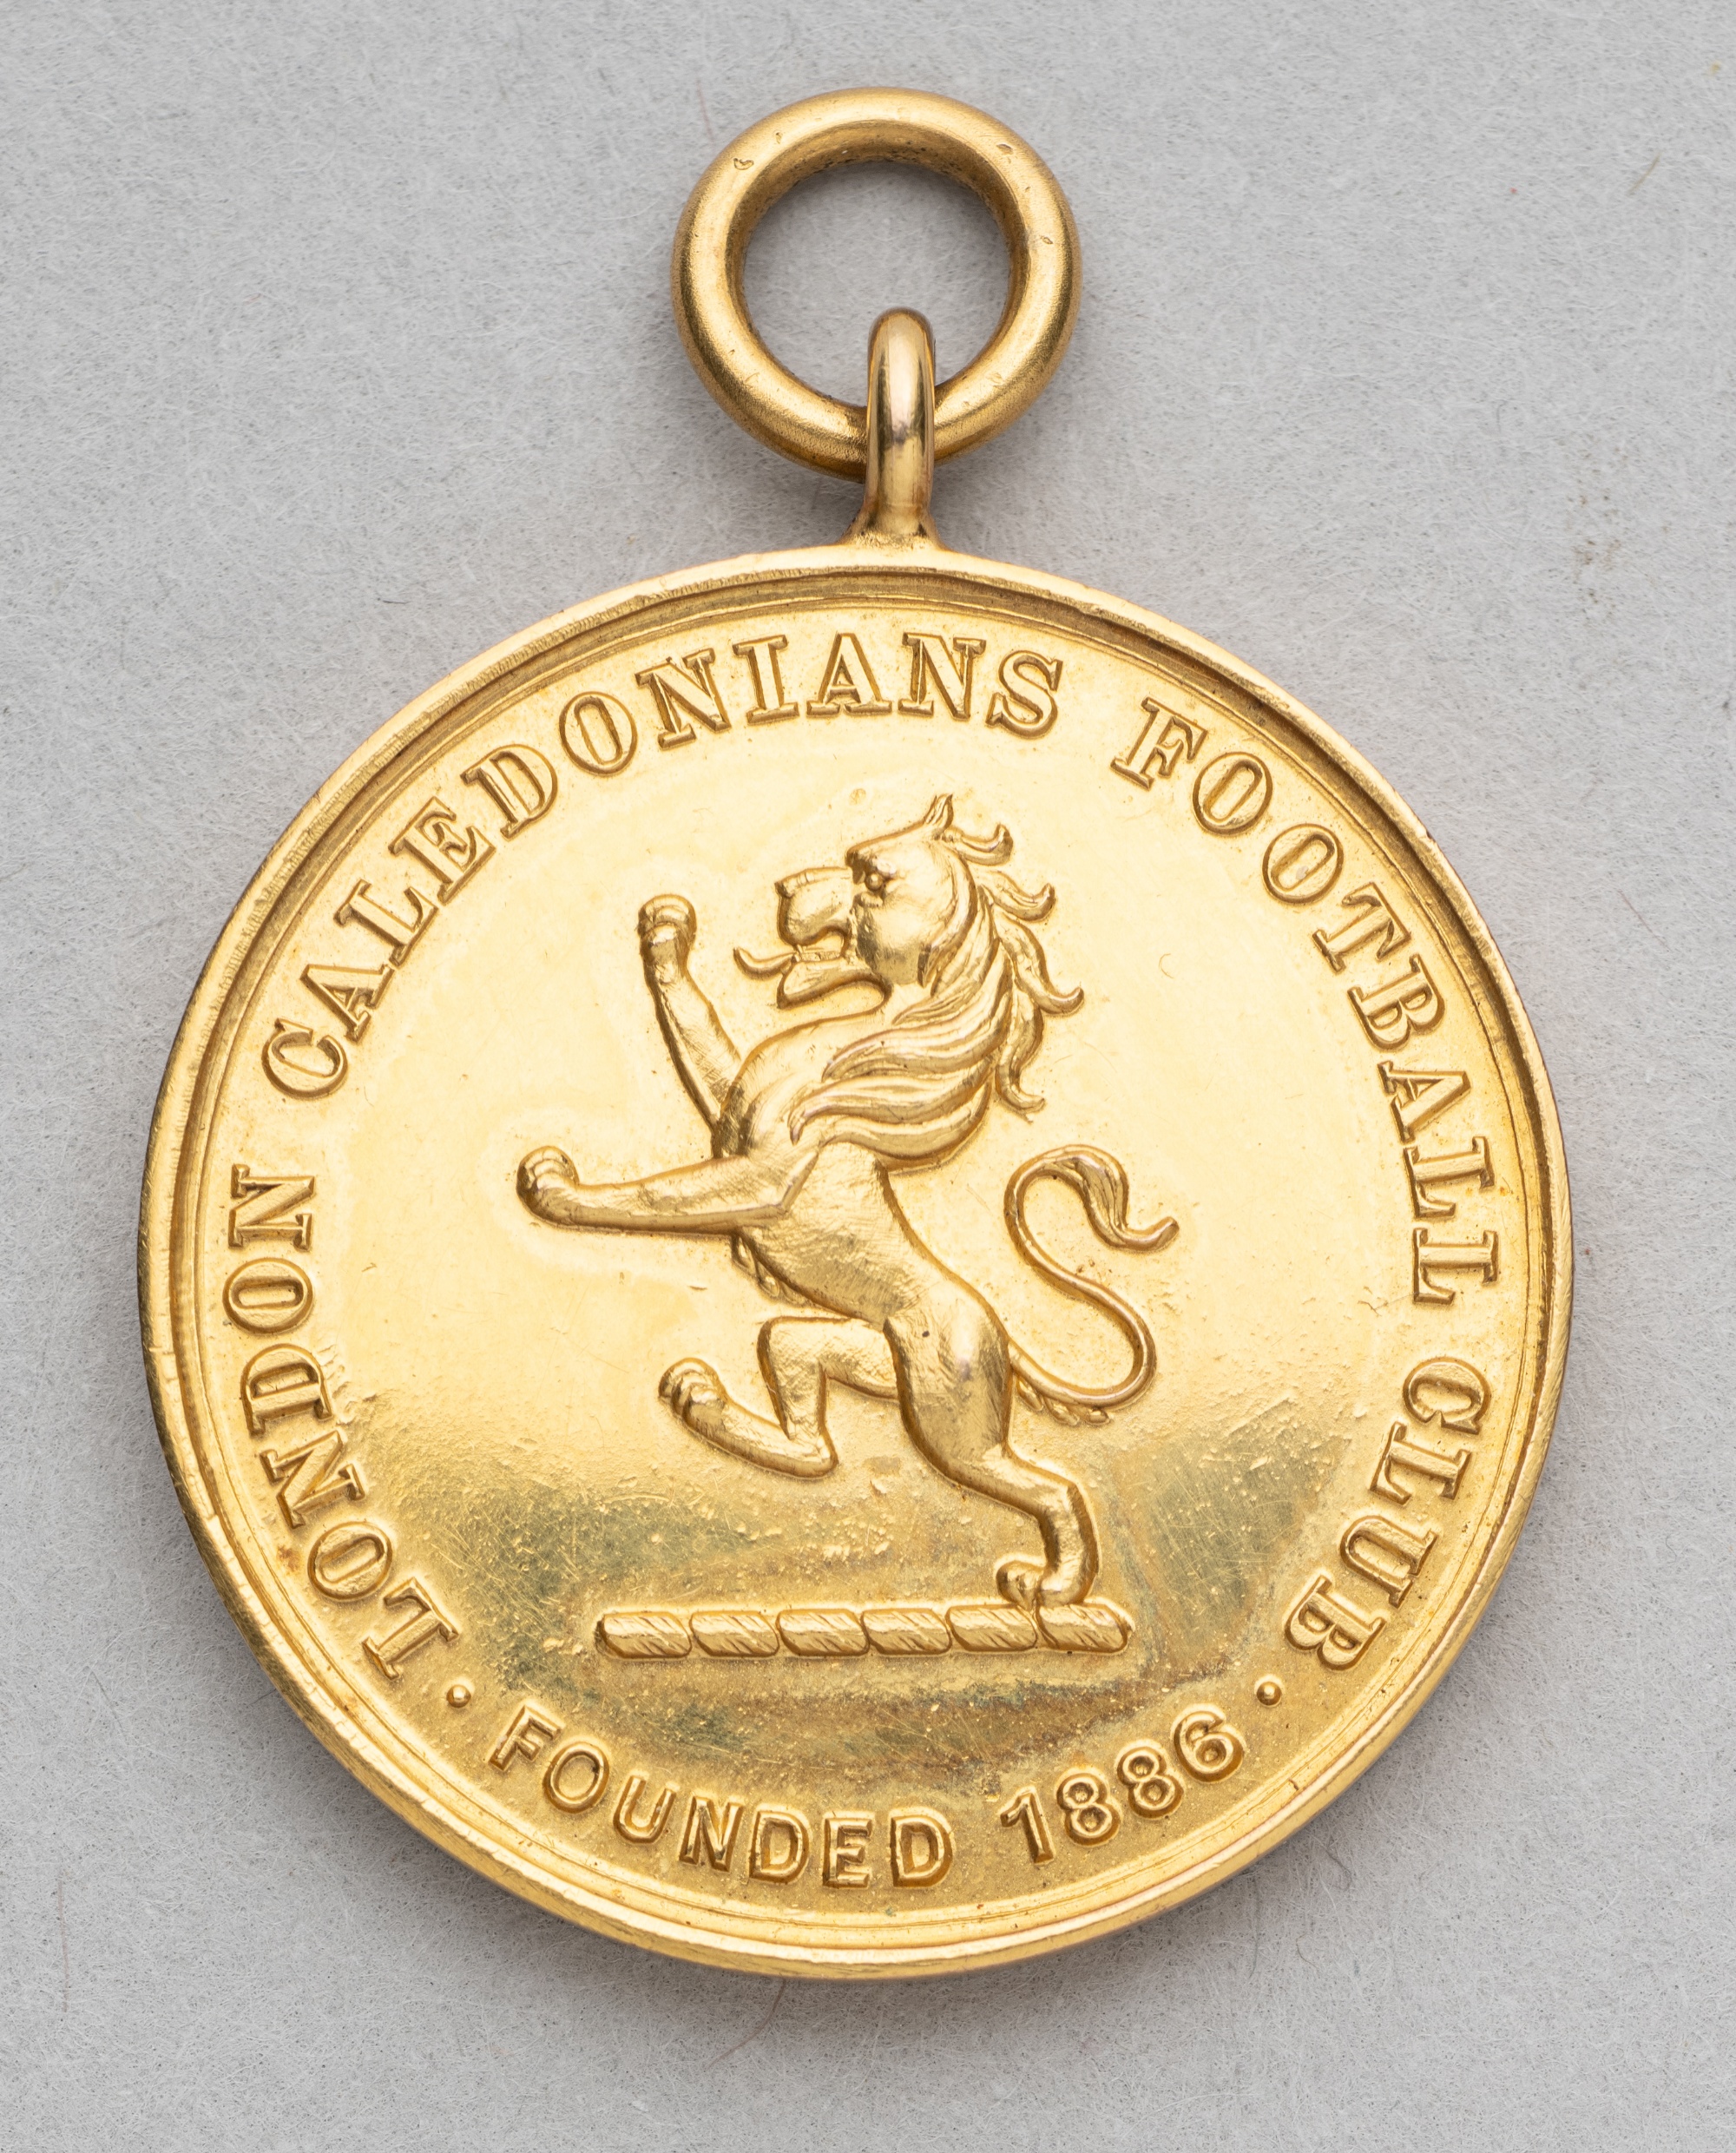 LONDON CALEDONIANS FOOTBALL CLUB
· FOUNDED 1886 ·